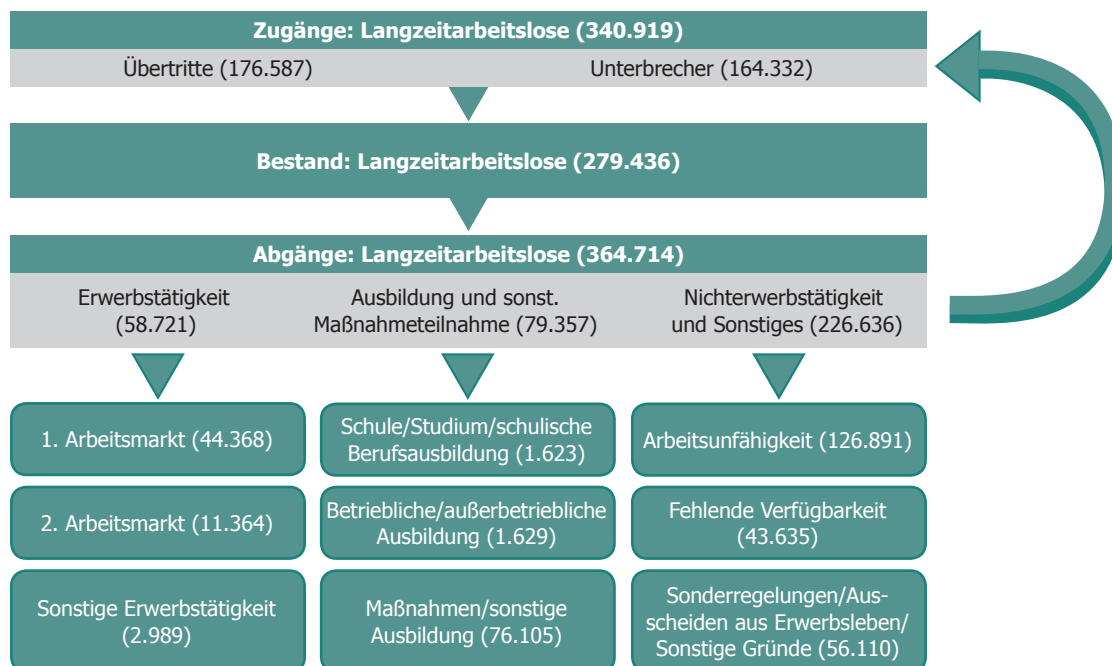 Zugänge: Langzeitarbeitslose (340.919)
Übertritte (176.587)
Unterbrecher (164.332)
Bestand: Langzeitarbeitslose (279.436)
Abgänge: Langzeitarbeitslose (364.714)
Erwerbstätigkeit
(58.721)
Ausbildung und sonst.
Maßnahmeteilnahme (79.357)
Nichterwerbstätigkeit
und Sonstiges (226.636)
1. Arbeitsmarkt (44.368)
Schule/Studium/schulische
Berufsausbildung (1.623)
Arbeitsunfähigkeit (126.891)
2. Arbeitsmarkt (11.364)
Betriebliche/außerbetriebliche
Ausbildung (1.629)
Fehlende Verfügbarkeit
(43.635)
Sonstige Erwerbstätigkeit
(2.989)
Maßnahmen/sonstige
Ausbildung (76.105)
Sonderregelungen/Aus-
scheiden aus Erwerbsleben/
Sonstige Gründe (56.110)